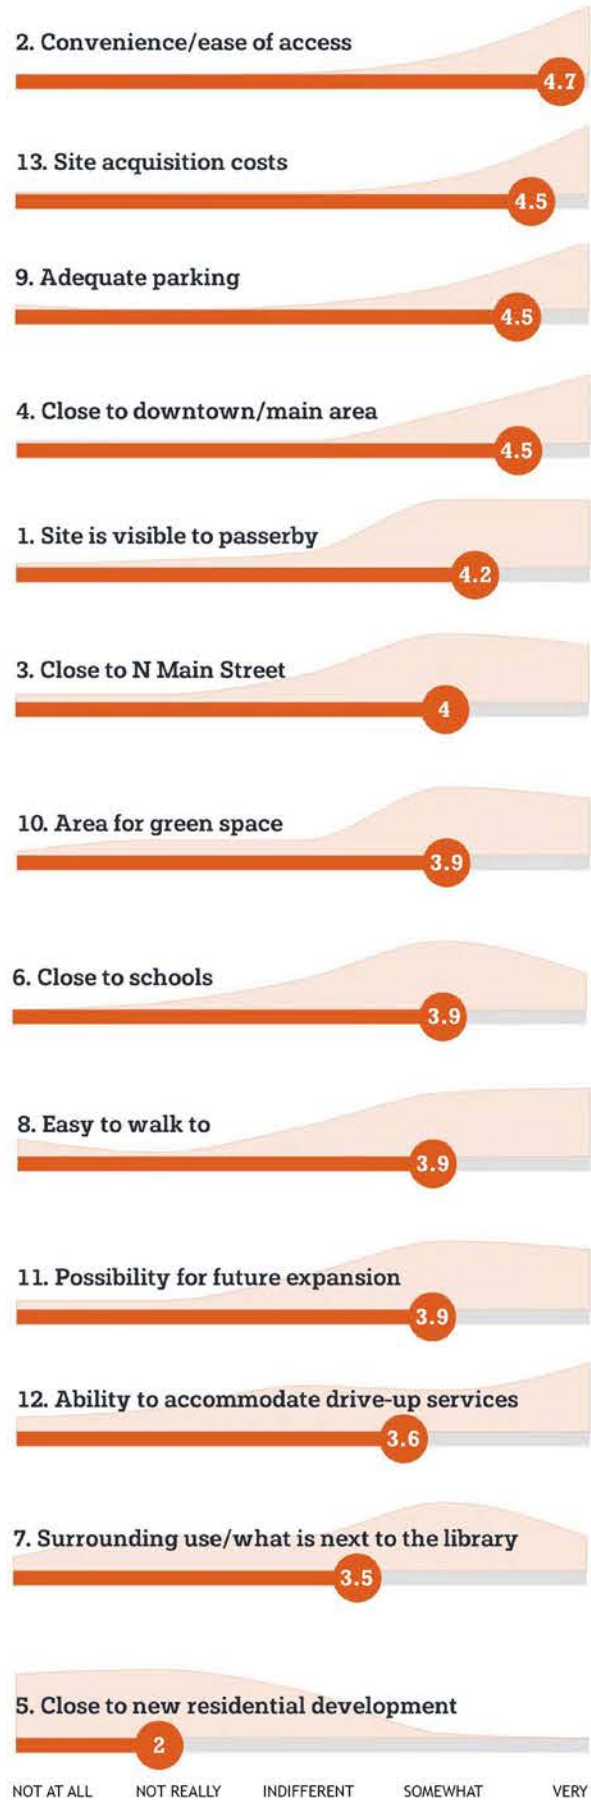 2. Convenience/ease of access
4.7
13. Site acquisition costs
4.5
9. Adequate parking
4.5
4. Close to downtown/main area
4.5
1. Site is visible to passerby
4.2
3. Close to N Main Street
4
10. Area for green space
3.9
6. Close to schools
3.9
8. Easy to walk to
3.9
11. Possibility for future expansion
3.9
12. Ability to accommodate drive-up services
3.6
7. Surrounding use/what is next to the library
3.5
5. Close to new residential development
2
NOT AT ALL NOT REALLY INDIFFERENT SOMEWHAT VERY